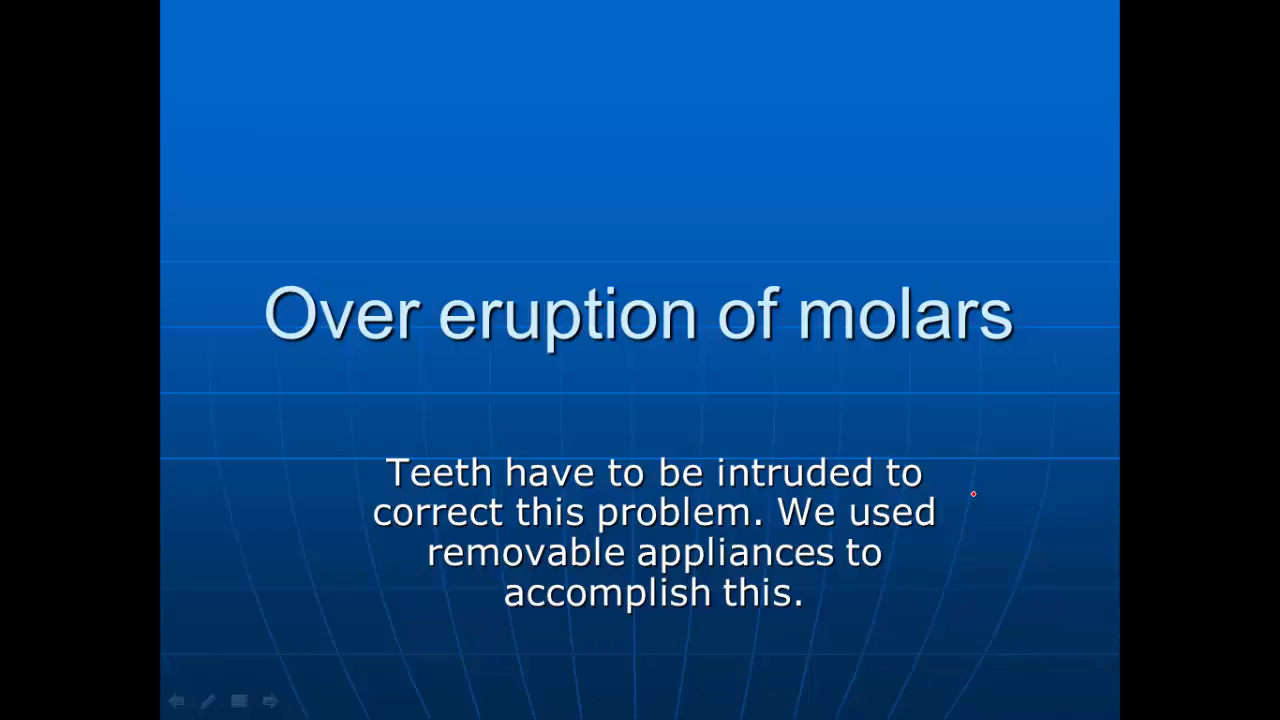 Over eruption of molars
Teeth have to be intruded to
correct this problem. We used
removable appliances to
accomplish this.